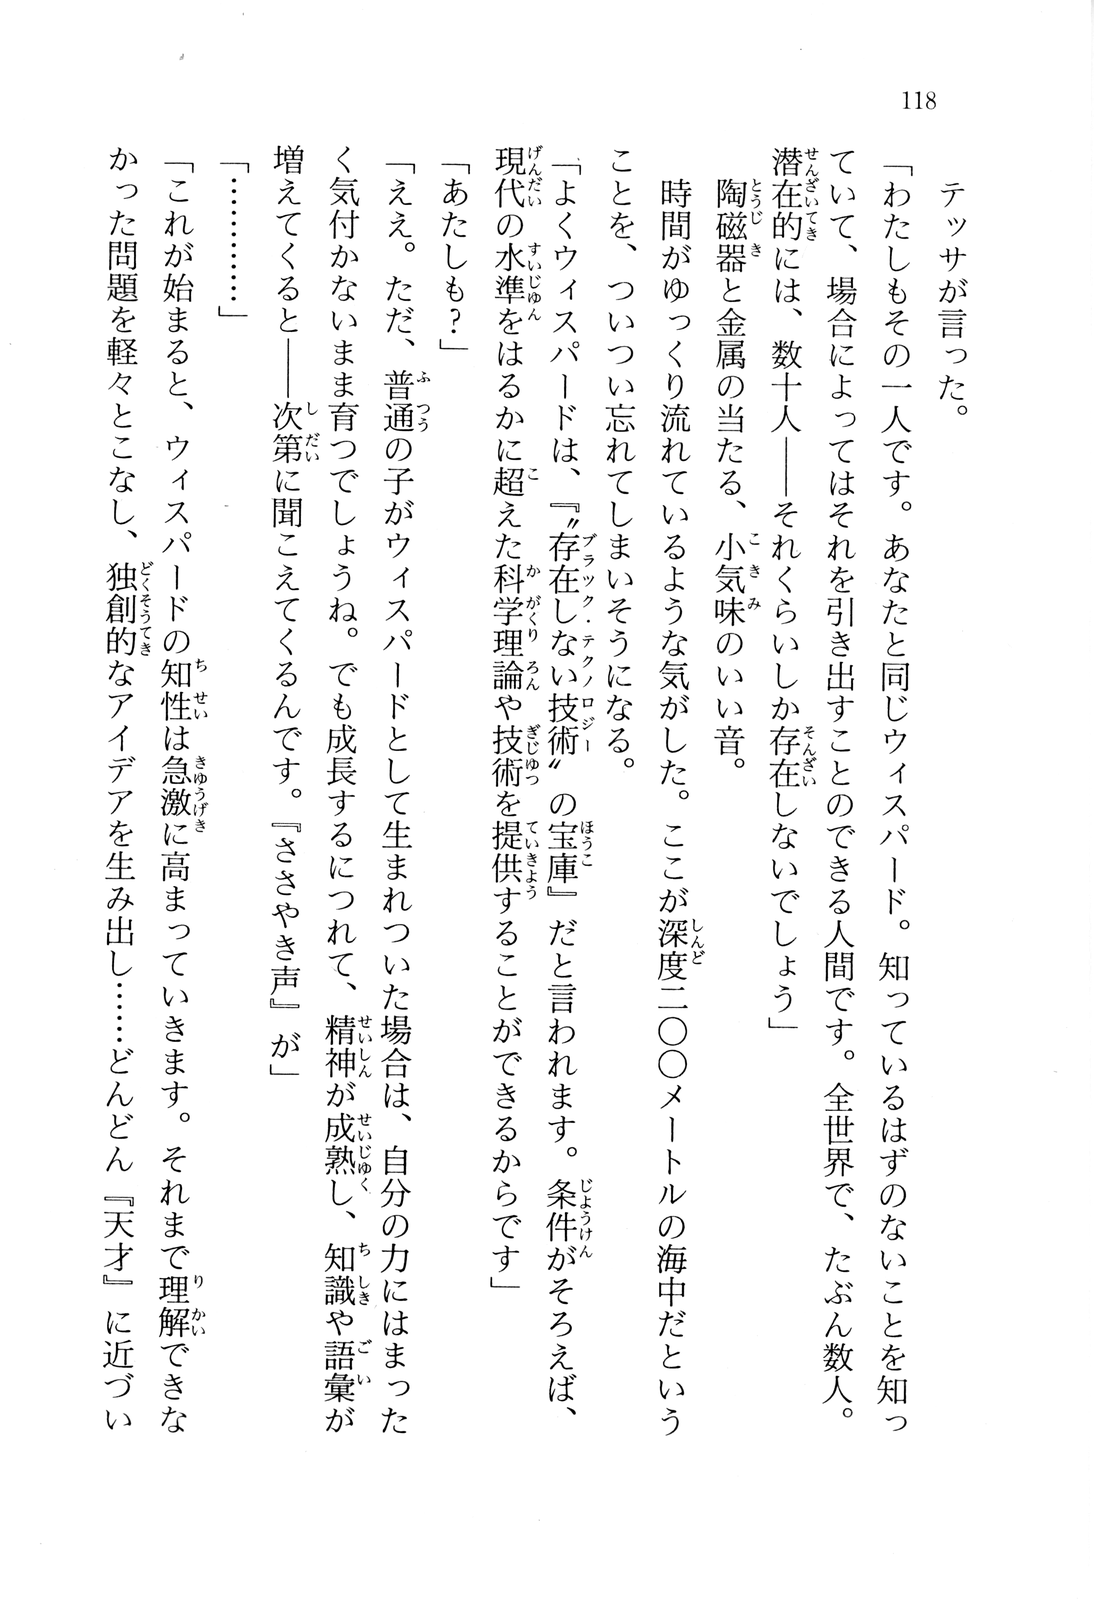 118
テッサが言った。
「わたしもその一人です。あなたと同じウィスパード。知っているはずのないことを知っ
ていて、場合によってはそれを引き出すことのできる人間です。全世界で、たぶん数人。
潜在的には、数十人――それくらいしか存在しないでしょう」
陶磁器と金属の当たる、小気味のいい音。
時間がゆっくり流れているような気がした。ここが深度二〇〇メートルの海中だという
ことを、ついつい忘れてしまいそうになる。
「よくウィスパードは、『〝存在しない技術〟の宝庫』だと言われます。条件がそろえば、
現代の水準をはるかに超えた科学理論や技術を提供することができるからです」
「あたしも?」
「ええ。ただ、普通の子がウィスパードとして生まれついた場合は、自分の力にはまった
く気付かないまま育つでしょうね。でも成長するにつれて、精神が成熟し、知識や語彙が
増えてくると――次第に聞こえてくるんです。『ささやき声』が」
「…………」
「これが始まると、ウィスパードの知性は急激に高まっていきます。それまで理解できな
かった問題を軽々とこなし、独創的なアイデアを生み出し……どんどん『天才』に近づい